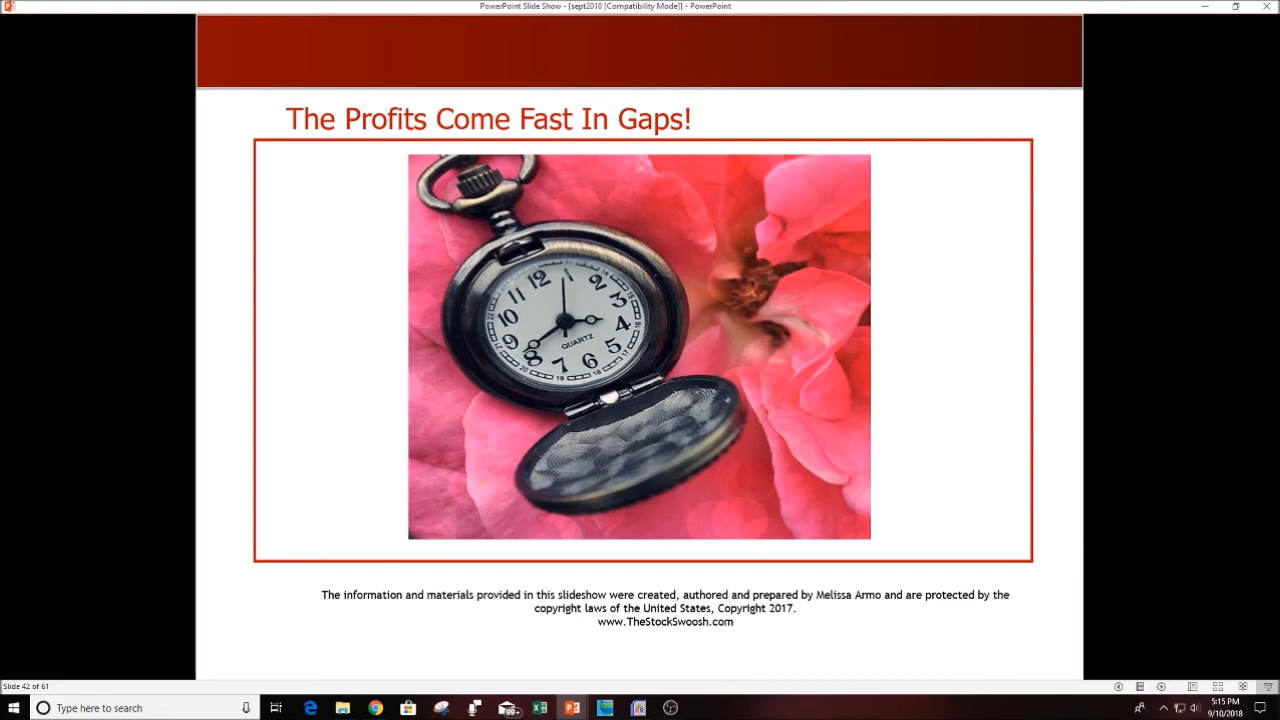 PowerPoint Slide Show - [sept2018 [Compatibility Mode]] - PowerPoint
The Profits Come Fast In Gaps!
12
1
2
3
4
5
6
7
8
9
10
11
QUARTZ
The information and materials provided in this slideshow were created, authored and prepared by Melissa Armo and are protected by the
copyright laws of the United States, Copyright 2017.
www.TheStockSwoosh.com
Slide 42 of 61
Type here to search
99+
5:15 PM
9/10/2018